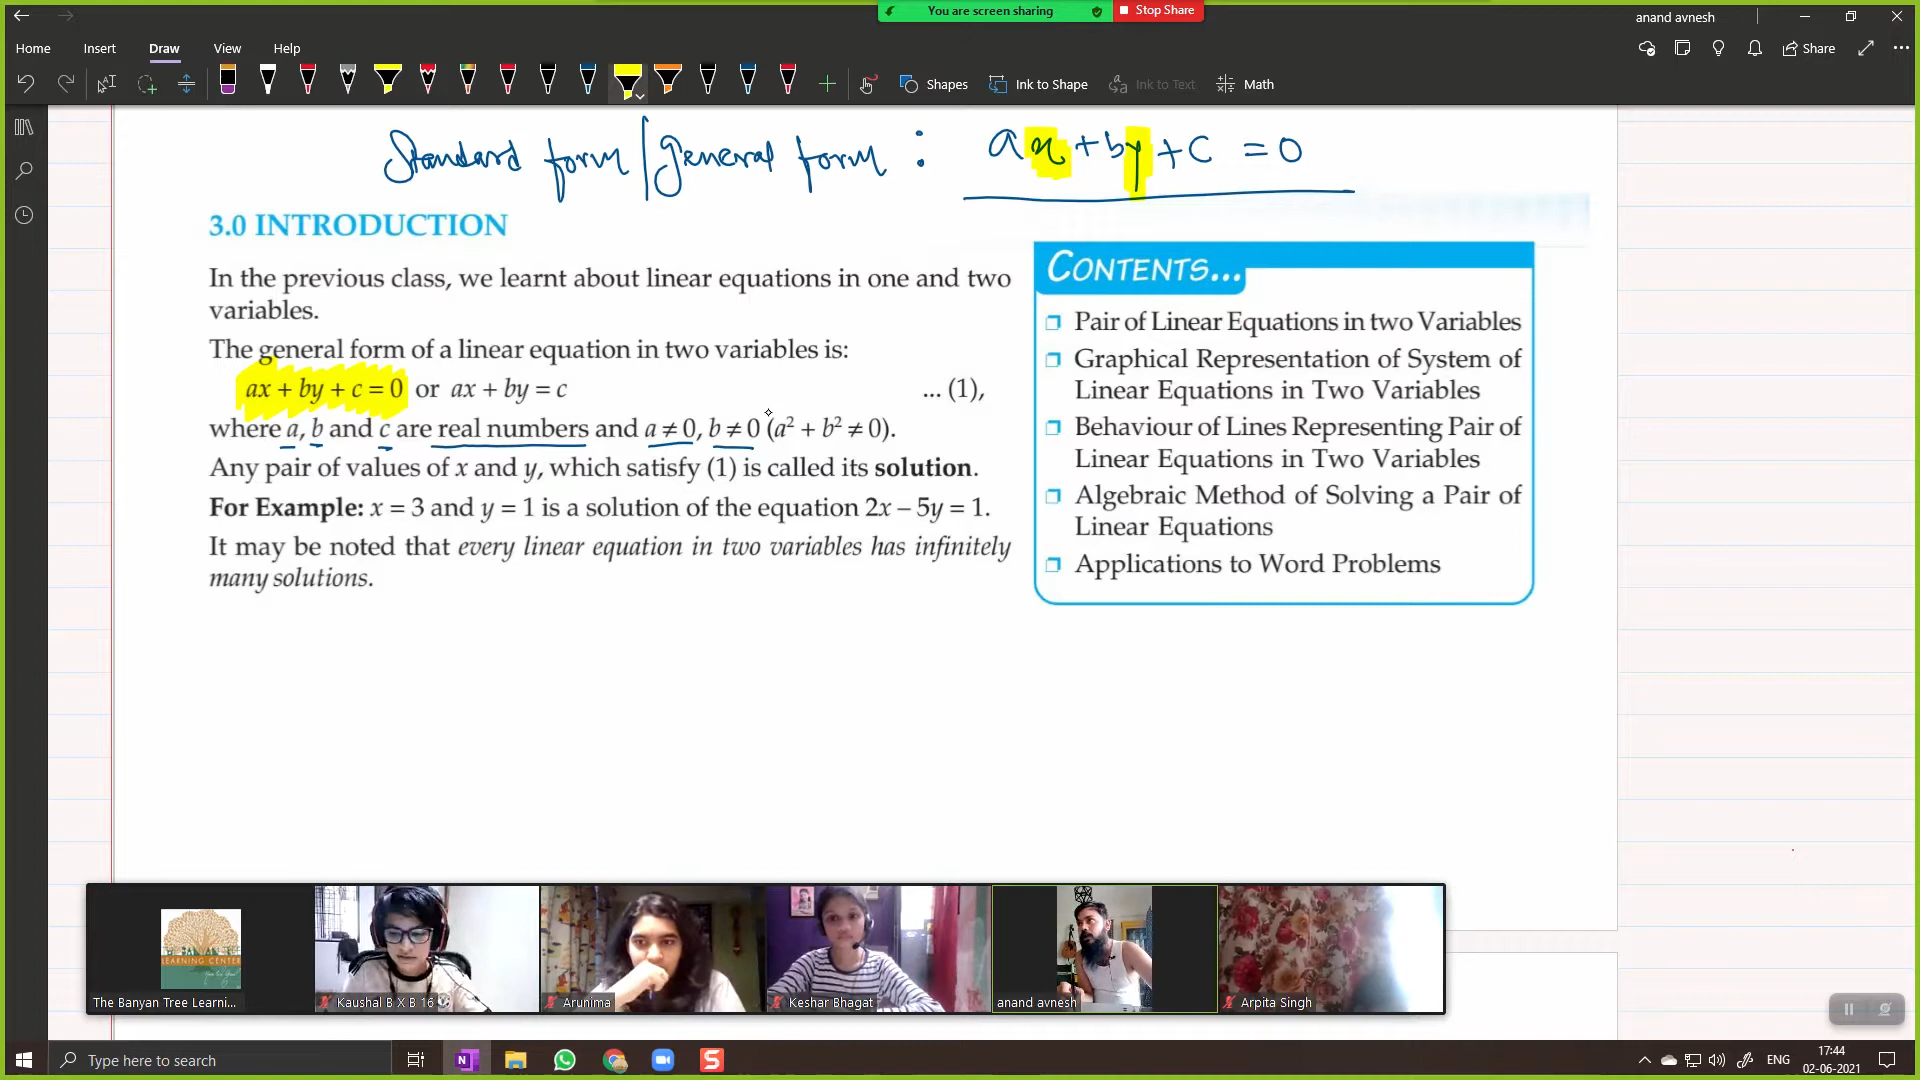 You are screen sharing
Stop Share
anand avnesh
Home Insert Draw View Help
Share
Shapes Ink to Shape Ink to Text Math
Standard form/general form : ax+by+c =0
3.0 INTRODUCTION
In the previous class, we learnt about linear equations in one and two
variables.
The general form of a linear equation in two variables is:
ax + by + c = 0 or ax + by = c ... (1),
where a, b and c are real numbers and a ≠ 0, b ≠ 0 (a² + b² ≠ 0).
Any pair of values of x and y, which satisfy (1) is called its solution.
For Example: x = 3 and y = 1 is a solution of the equation 2x – 5y = 1.
It may be noted that every linear equation in two variables has infinitely
many solutions.
CONTENTS...
❐ Pair of Linear Equations in two Variables
❐ Graphical Representation of System of
Linear Equations in Two Variables
❐ Behaviour of Lines Representing Pair of
Linear Equations in Two Variables
❐ Algebraic Method of Solving a Pair of
Linear Equations
❐ Applications to Word Problems
LEARNING CENTER
The Banyan Tree Learni...
Kaushal B X B 16
Arunima
Keshar Bhagat
anand avnesh
Arpita Singh
Type here to search
ENG
17:44
02-06-2021